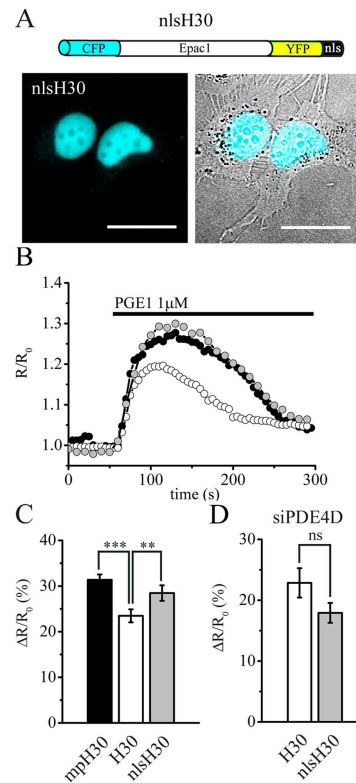 A
nlsH30
CFP Epac1 YFP nls
nlsH30
B
PGE1 1μM
R/R0
1.4
1.3
1.2
1.1
1.0
0 100 200 300
time (s)
C
D
siPDE4D
*** **
ns
ΔR/R0 (%)
40
30
20
10
0
mpH30 H30 nlsH30
ΔR/R0 (%)
30
20
10
0
H30 nlsH30